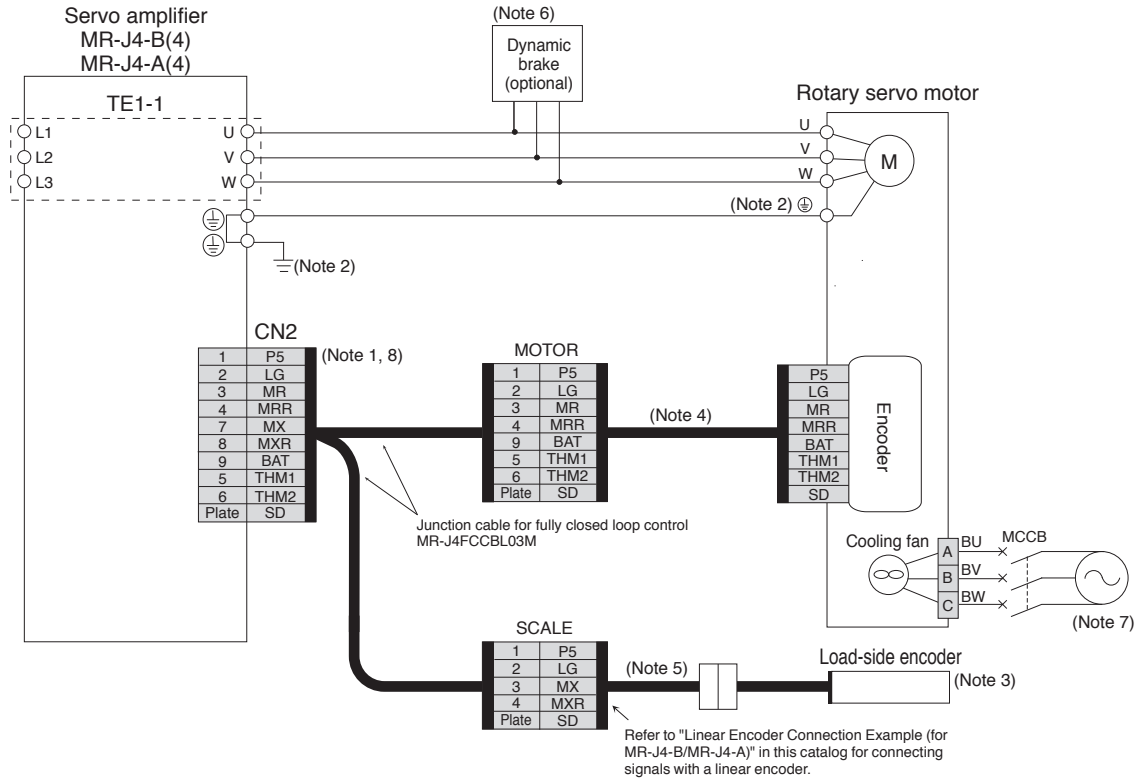 Servo amplifier
MR-J4-B(4)
MR-J4-A(4)
(Note 6)
Dynamic
brake
(optional)
Rotary servo motor
TE1-1
L1
L2
L3
U
V
W
U
V
W
M
(Note 2)
(Note 2)
CN2
(Note 1, 8)
1 P5
2 LG
3 MR
4 MRR
7 MX
8 MXR
9 BAT
5 THM1
6 THM2
Plate SD
MOTOR
1 P5
2 LG
3 MR
4 MRR
9 BAT
5 THM1
6 THM2
Plate SD
(Note 4)
P5
LG
MR
MRR
BAT
THM1
THM2
SD
Encoder
Junction cable for fully closed loop control
MR-J4FCCBL03M
Cooling fan
A
B
C
BU
BV
BW
MCCB
(Note 7)
SCALE
1 P5
2 LG
3 MX
4 MXR
Plate SD
(Note 5)
Load-side encoder
(Note 3)
Refer to "Linear Encoder Connection Example (for
MR-J4-B/MR-J4-A)" in this catalog for connecting
signals with a linear encoder.